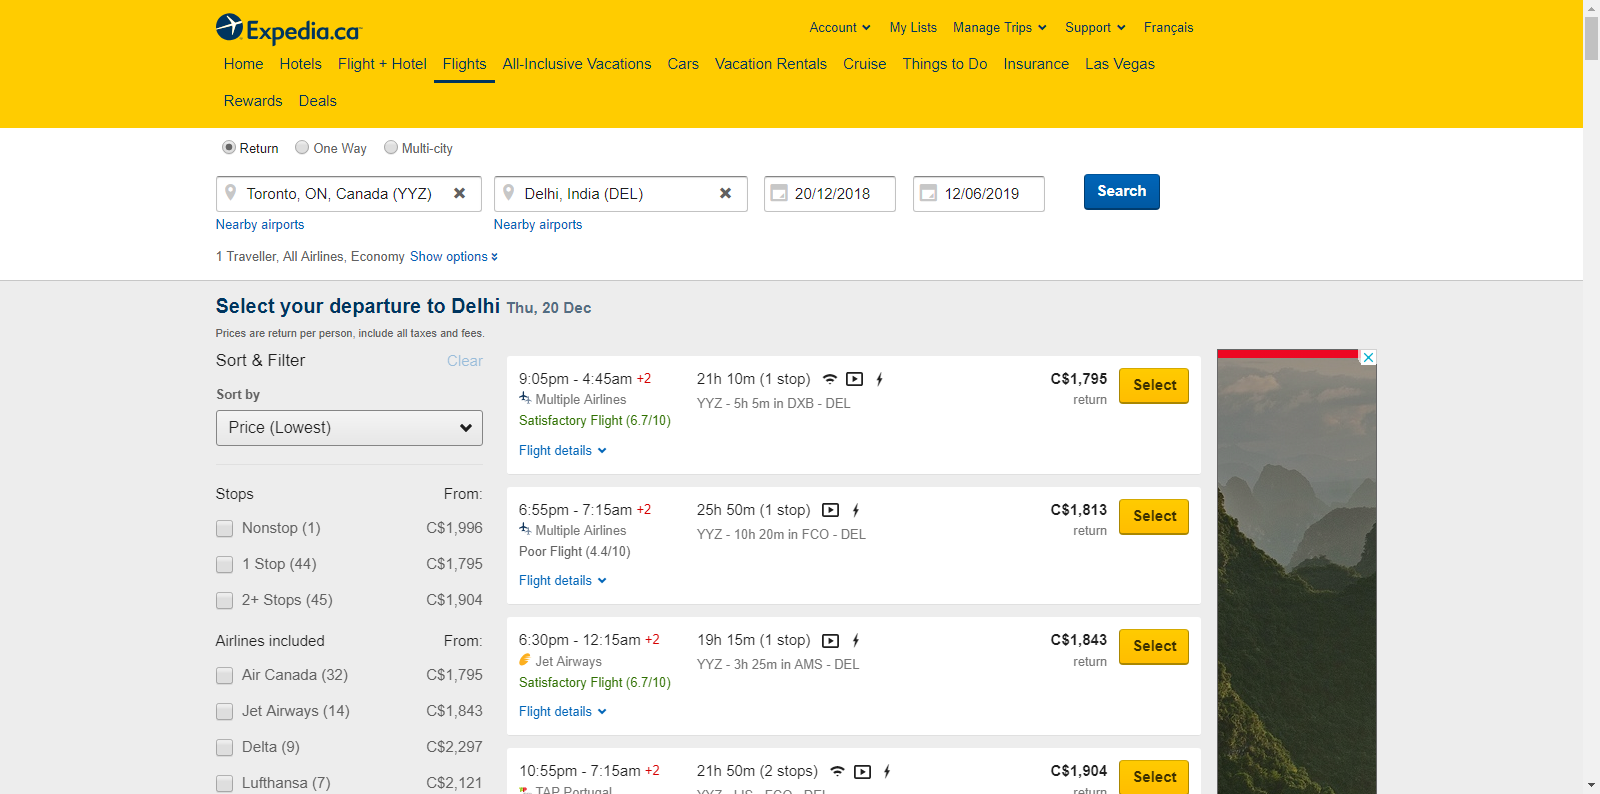 Expedia.ca
Account My Lists Manage Trips Support Français
Home Hotels Flight + Hotel Flights All-Inclusive Vacations Cars Vacation Rentals Cruise Things to Do Insurance Las Vegas
Rewards Deals
Return One Way Multi-city
Toronto, ON, Canada (YYZ) Delhi, India (DEL) 20/12/2018 12/06/2019 Search
Nearby airports Nearby airports
1 Traveller, All Airlines, Economy Show options
Select your departure to Delhi Thu, 20 Dec
Prices are return per person, include all taxes and fees.
Sort & Filter Clear
Sort by
Price (Lowest)
Stops From:
Nonstop (1) C$1,996
1 Stop (44) C$1,795
2+ Stops (45) C$1,904
Airlines included From:
Air Canada (32) C$1,795
Jet Airways (14) C$1,843
Delta (9) C$2,297
Lufthansa (7) C$2,121
9:05pm - 4:45am +2 21h 10m (1 stop) C$1,795 Select
Multiple Airlines YYZ - 5h 5m in DXB - DEL return
Satisfactory Flight (6.7/10)
Flight details
6:55pm - 7:15am +2 25h 50m (1 stop) C$1,813 Select
Multiple Airlines YYZ - 10h 20m in FCO - DEL return
Poor Flight (4.4/10)
Flight details
6:30pm - 12:15am +2 19h 15m (1 stop) C$1,843 Select
Jet Airways YYZ - 3h 25m in AMS - DEL return
Satisfactory Flight (6.7/10)
Flight details
10:55pm - 7:15am +2 21h 50m (2 stops) C$1,904 Select
TAP Portugal YYZ - LIS - FCO - DEL return